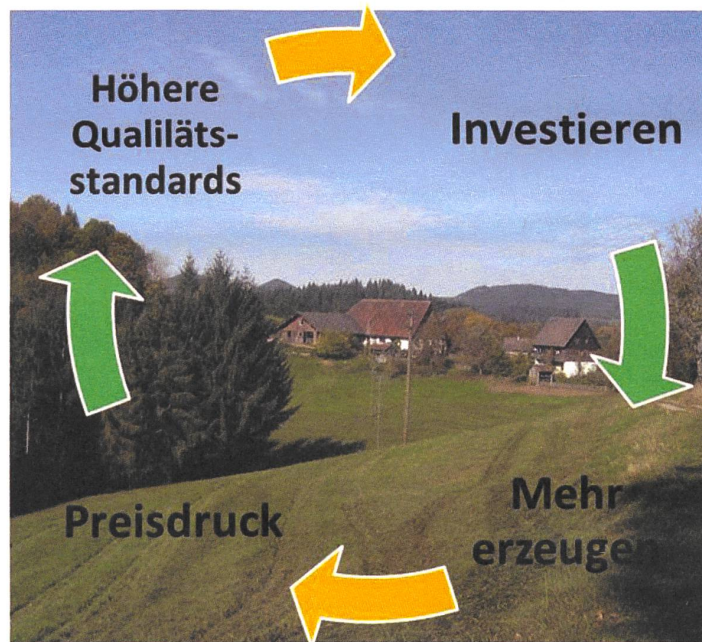 Höhere
Qualiläts-
standards
Investieren
Preisdruck
Mehr
erzeugen